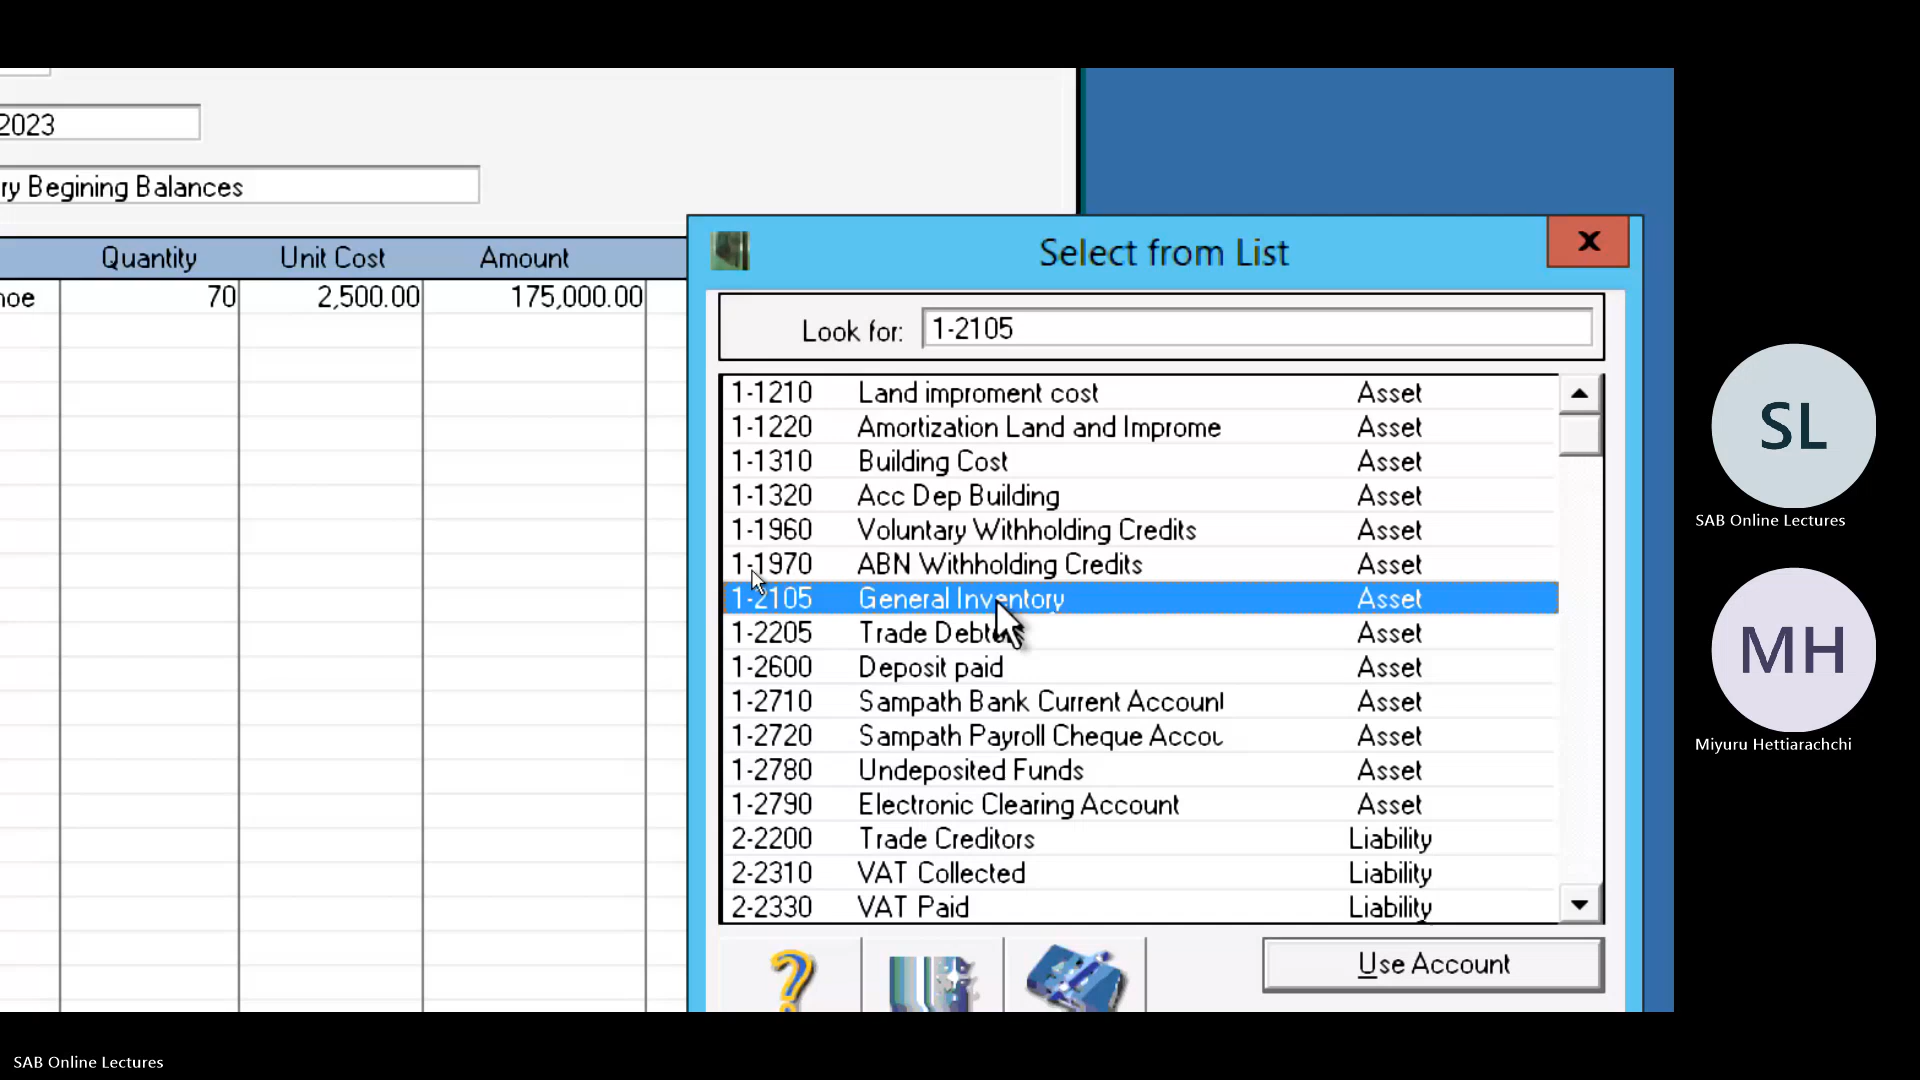 2023
ry Begining Balances
Quantity Unit Cost Amount
hoe 70 2,500.00 175,000.00
Select from List
x
Look for: 1-2105
1-1210 Land improment cost Asset
1-1220 Amortization Land and Improme Asset
1-1310 Building Cost Asset
1-1320 Acc Dep Building Asset
1-1960 Voluntary Withholding Credits Asset
1-1970 ABN Withholding Credits Asset
1-2105 General Inventory Asset
1-2205 Trade Debto Asset
1-2600 Deposit paid Asset
1-2710 Sampath Bank Current Account Asset
1-2720 Sampath Payroll Cheque Accou Asset
1-2780 Undeposited Funds Asset
1-2790 Electronic Clearing Account Asset
2-2200 Trade Creditors Liability
2-2310 VAT Collected Liability
2-2330 VAT Paid Liability
?
Use Account
SL
SAB Online Lectures
MH
Miyuru Hettiarachchi
SAB Online Lectures